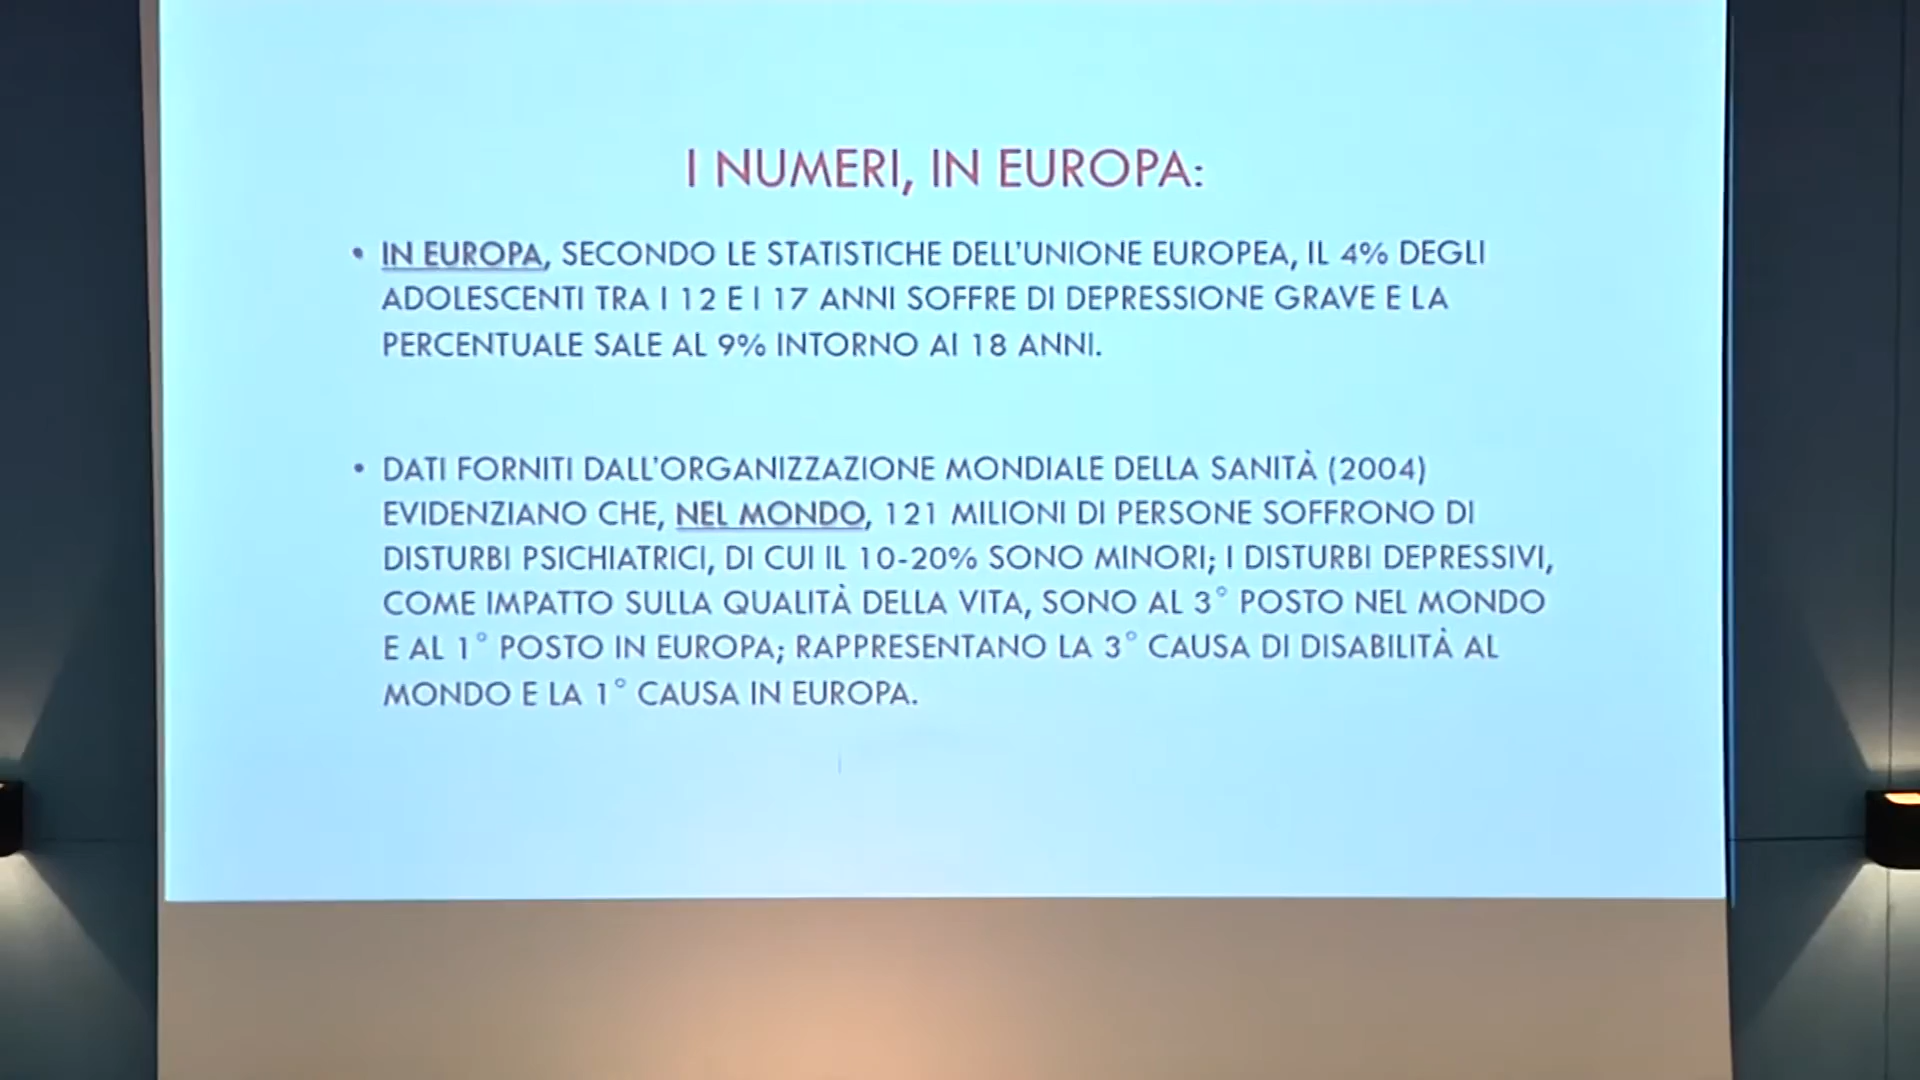 I NUMERI, IN EUROPA:
• IN EUROPA, SECONDO LE STATISTICHE DELL'UNIONE EUROPEA, IL 4% DEGLI
ADOLESCENTI TRA I 12 E I 17 ANNI SOFFRE DI DEPRESSIONE GRAVE E LA
PERCENTUALE SALE AL 9% INTORNO AI 18 ANNI.
• DATI FORNITI DALL'ORGANIZZAZIONE MONDIALE DELLA SANITÀ (2004)
EVIDENZIANO CHE, NEL MONDO, 121 MILIONI DI PERSONE SOFFRONO DI
DISTURBI PSICHIATRICI, DI CUI IL 10-20% SONO MINORI; I DISTURBI DEPRESSIVI,
COME IMPATTO SULLA QUALITÀ DELLA VITA, SONO AL 3° POSTO NEL MONDO
E AL 1° POSTO IN EUROPA; RAPPRESENTANO LA 3° CAUSA DI DISABILITÀ AL
MONDO E LA 1° CAUSA IN EUROPA.